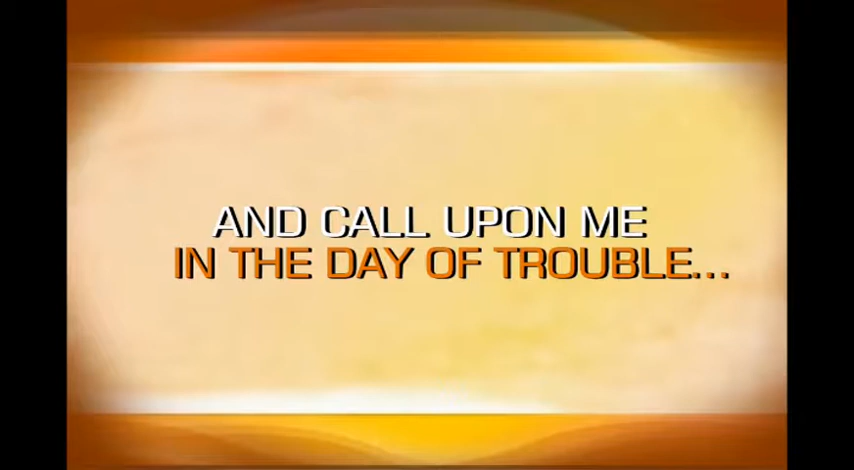 AND CALL UPON ME
IN THE DAY OF TROUBLE...